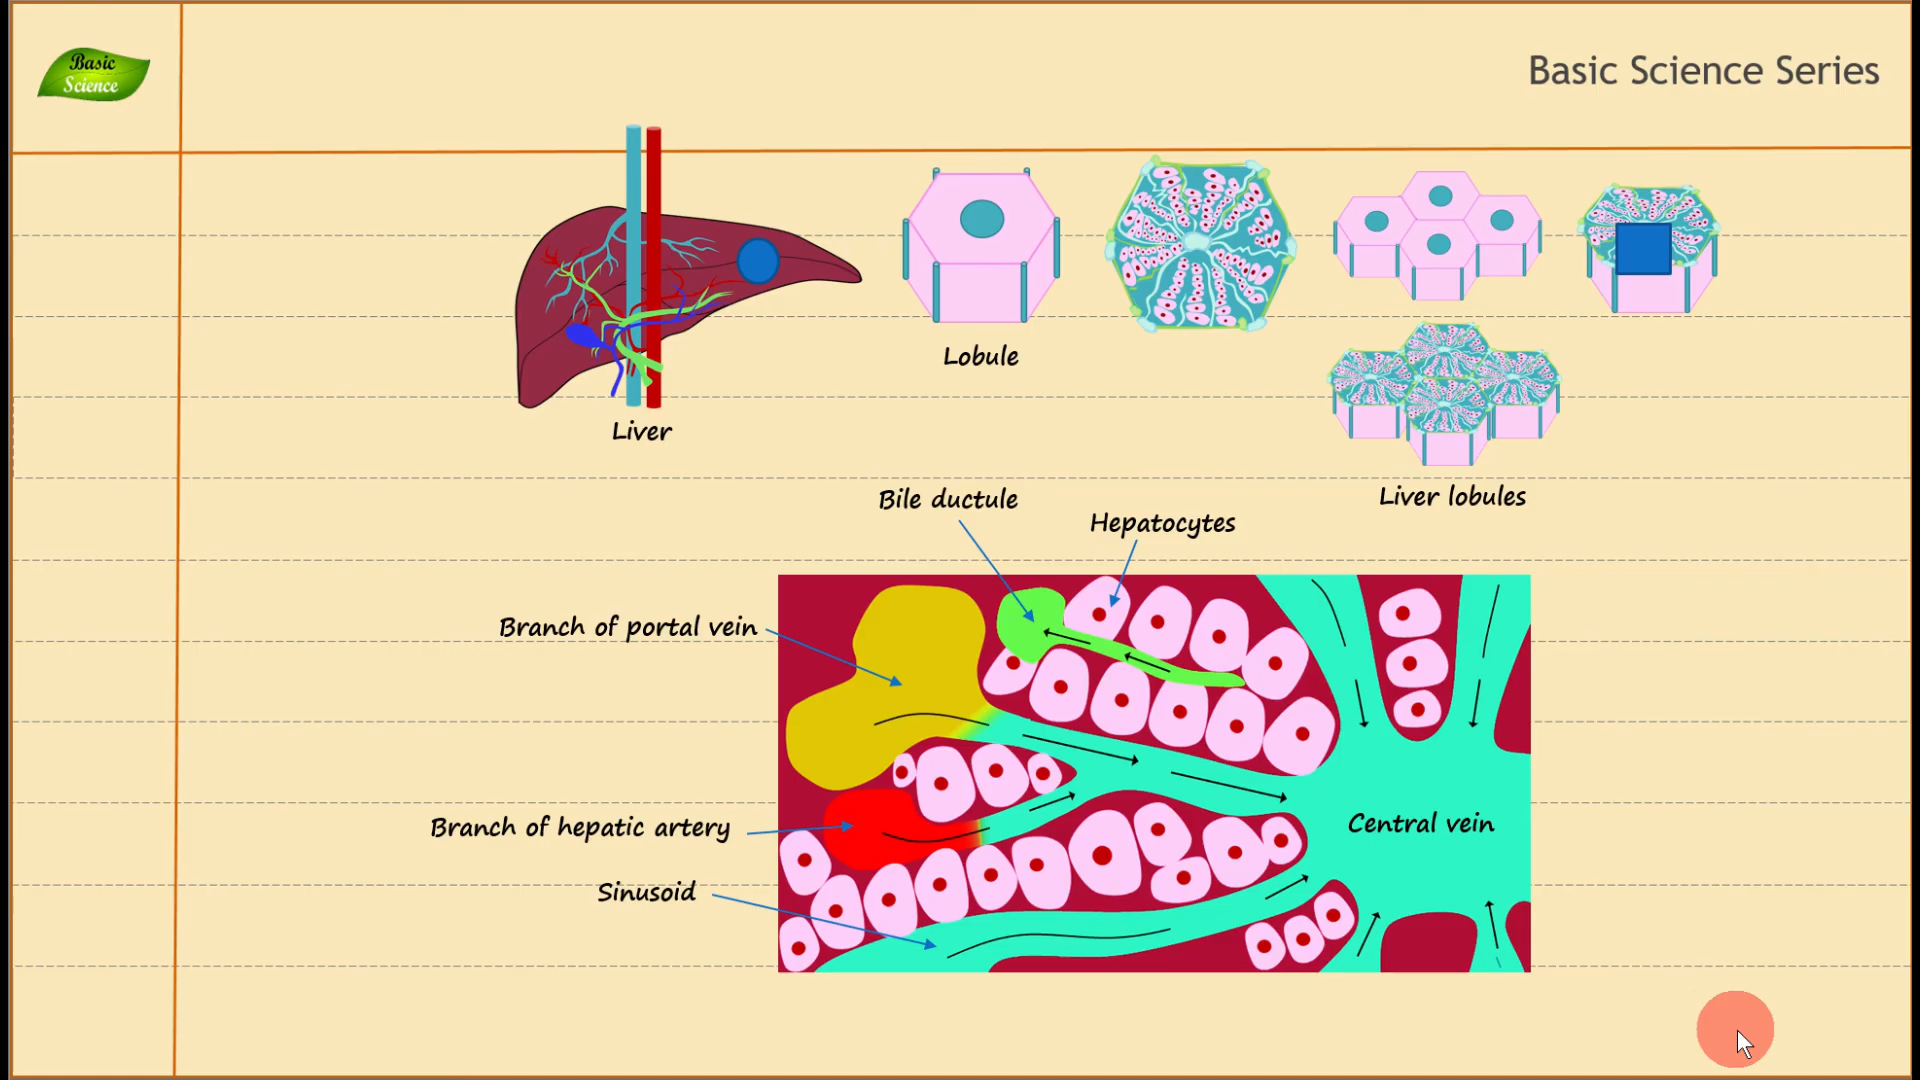 Basic
Science
Basic Science Series
Lobule
Liver
Liver lobules
Bile ductule
Hepatocytes
Branch of portal vein
Branch of hepatic artery
Central vein
Sinusoid